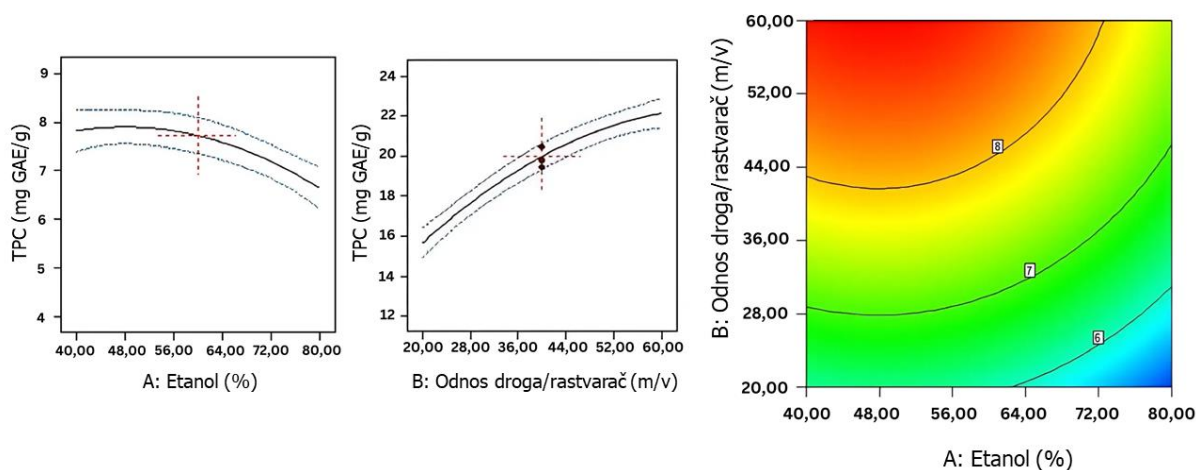 9
8
7
6
5
4
TPC (mg GAE/g)
40,00 48,00 56,00 64,00 72,00 80,00
A: Etanol (%)
24
22
20
18
16
14
12
TPC (mg GAE/g)
20,00 28,00 36,00 44,00 52,00 60,00
B: Odnos droga/rastvarač (m/v)
60,00
52,00
44,00
36,00
28,00
20,00
B: Odnos droga/rastvarač (m/v)
8
7
6
40,00 48,00 56,00 64,00 72,00 80,00
A: Etanol (%)